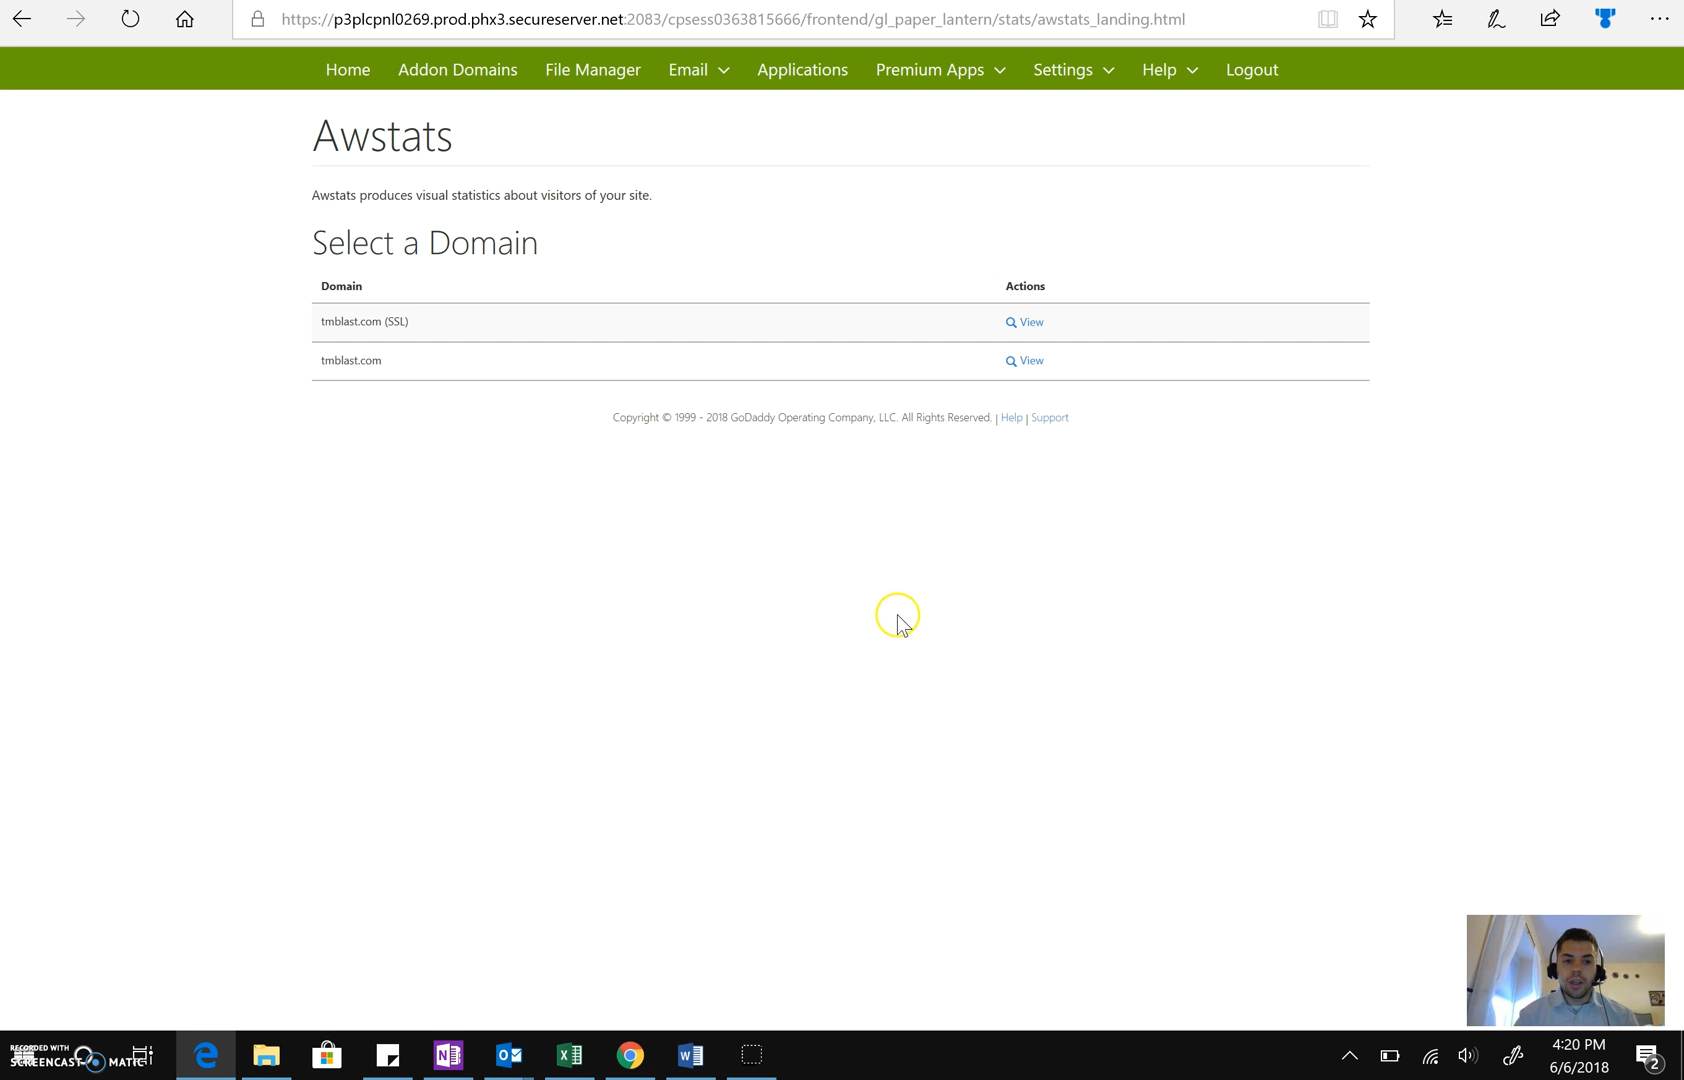 https://p3plcpnl0269.prod.phx3.secureserver.net:2083/cpsess0363815666/frontend/gl_paper_lantern/stats/awstats_landing.html
Home Addon Domains File Manager Email Applications Premium Apps Settings Help Logout
Awstats
Awstats produces visual statistics about visitors of your site.
Select a Domain
Domain Actions
tmblast.com (SSL) View
tmblast.com View
Copyright © 1999 - 2018 GoDaddy Operating Company, LLC. All Rights Reserved. | Help | Support
RECORDED WITH
SCREENCAST MATIC
4:20 PM
6/6/2018
2